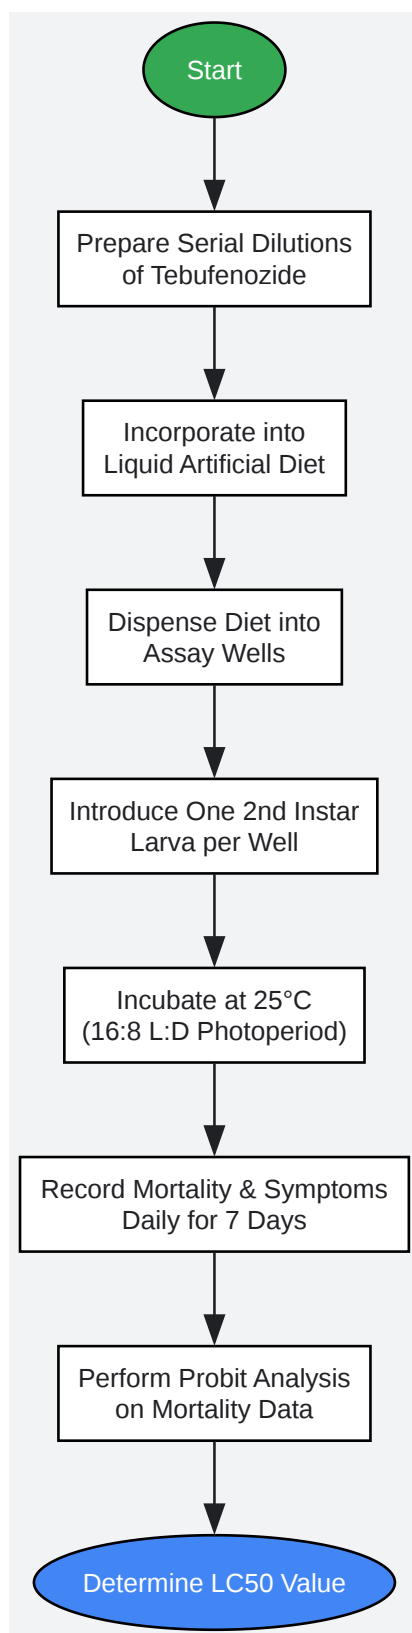 Start
Prepare Serial Dilutions
of Tebufenozide
Incorporate into
Liquid Artificial Diet
Dispense Diet into
Assay Wells
Introduce One 2nd Instar
Larva per Well
Incubate at 25°C
(16:8 L:D Photoperiod)
Record Mortality & Symptoms
Daily for 7 Days
Perform Probit Analysis
on Mortality Data
Determine LC50 Value